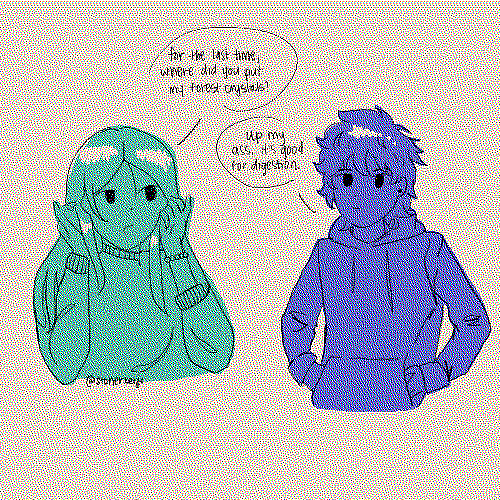 for the last time,
where did you put
my forest crystals?
up my
ass. it's good
for digestion.